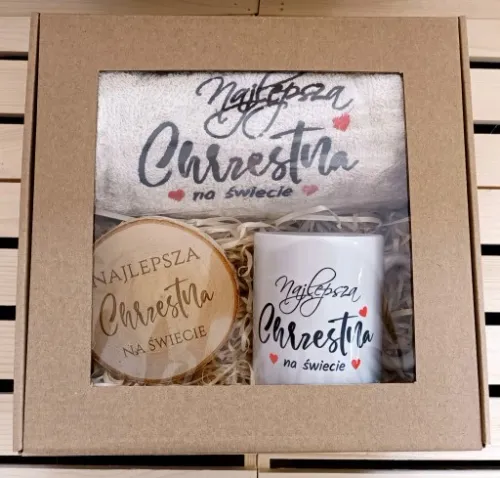 Najlepsza
Chrzestna
na świecie
NAJLEPSZA
Chrzestna
NA ŚWIECIE
Najlepsza
Chrzestna
na świecie